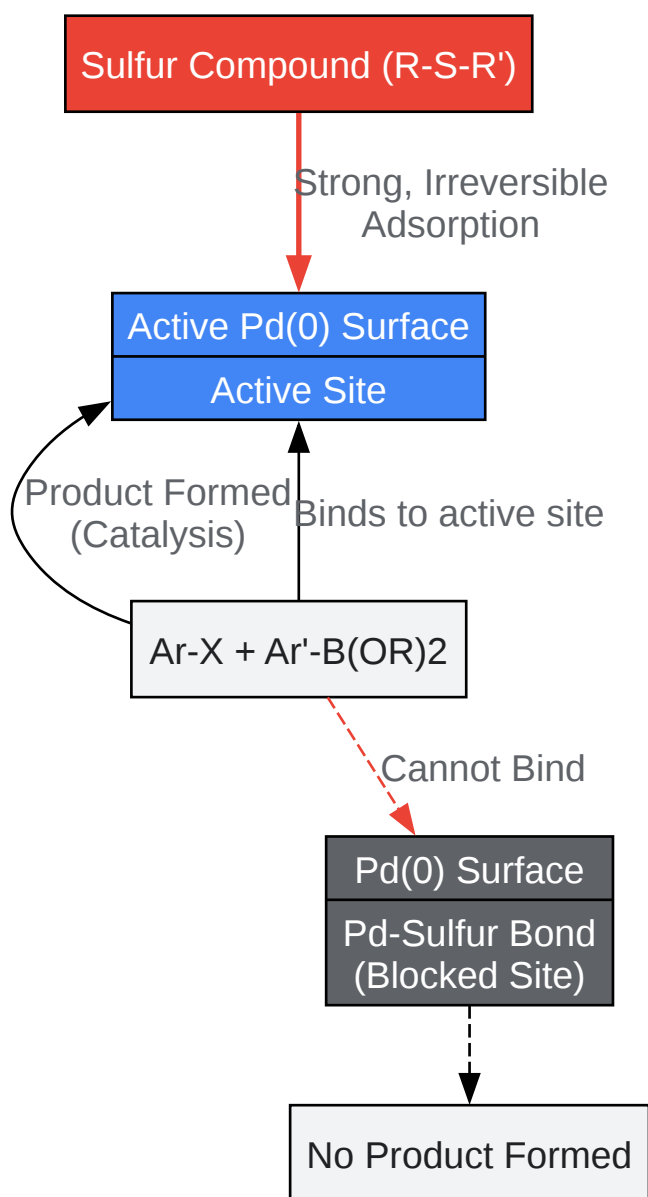 Sulfur Compound (R-S-R')
Strong, Irreversible
Adsorption
Active Pd(0) Surface
Active Site
Product Formed
(Catalysis)
Binds to active site
Ar-X + Ar'-B(OR)2
Cannot Bind
Pd(0) Surface
Pd-Sulfur Bond
(Blocked Site)
No Product Formed